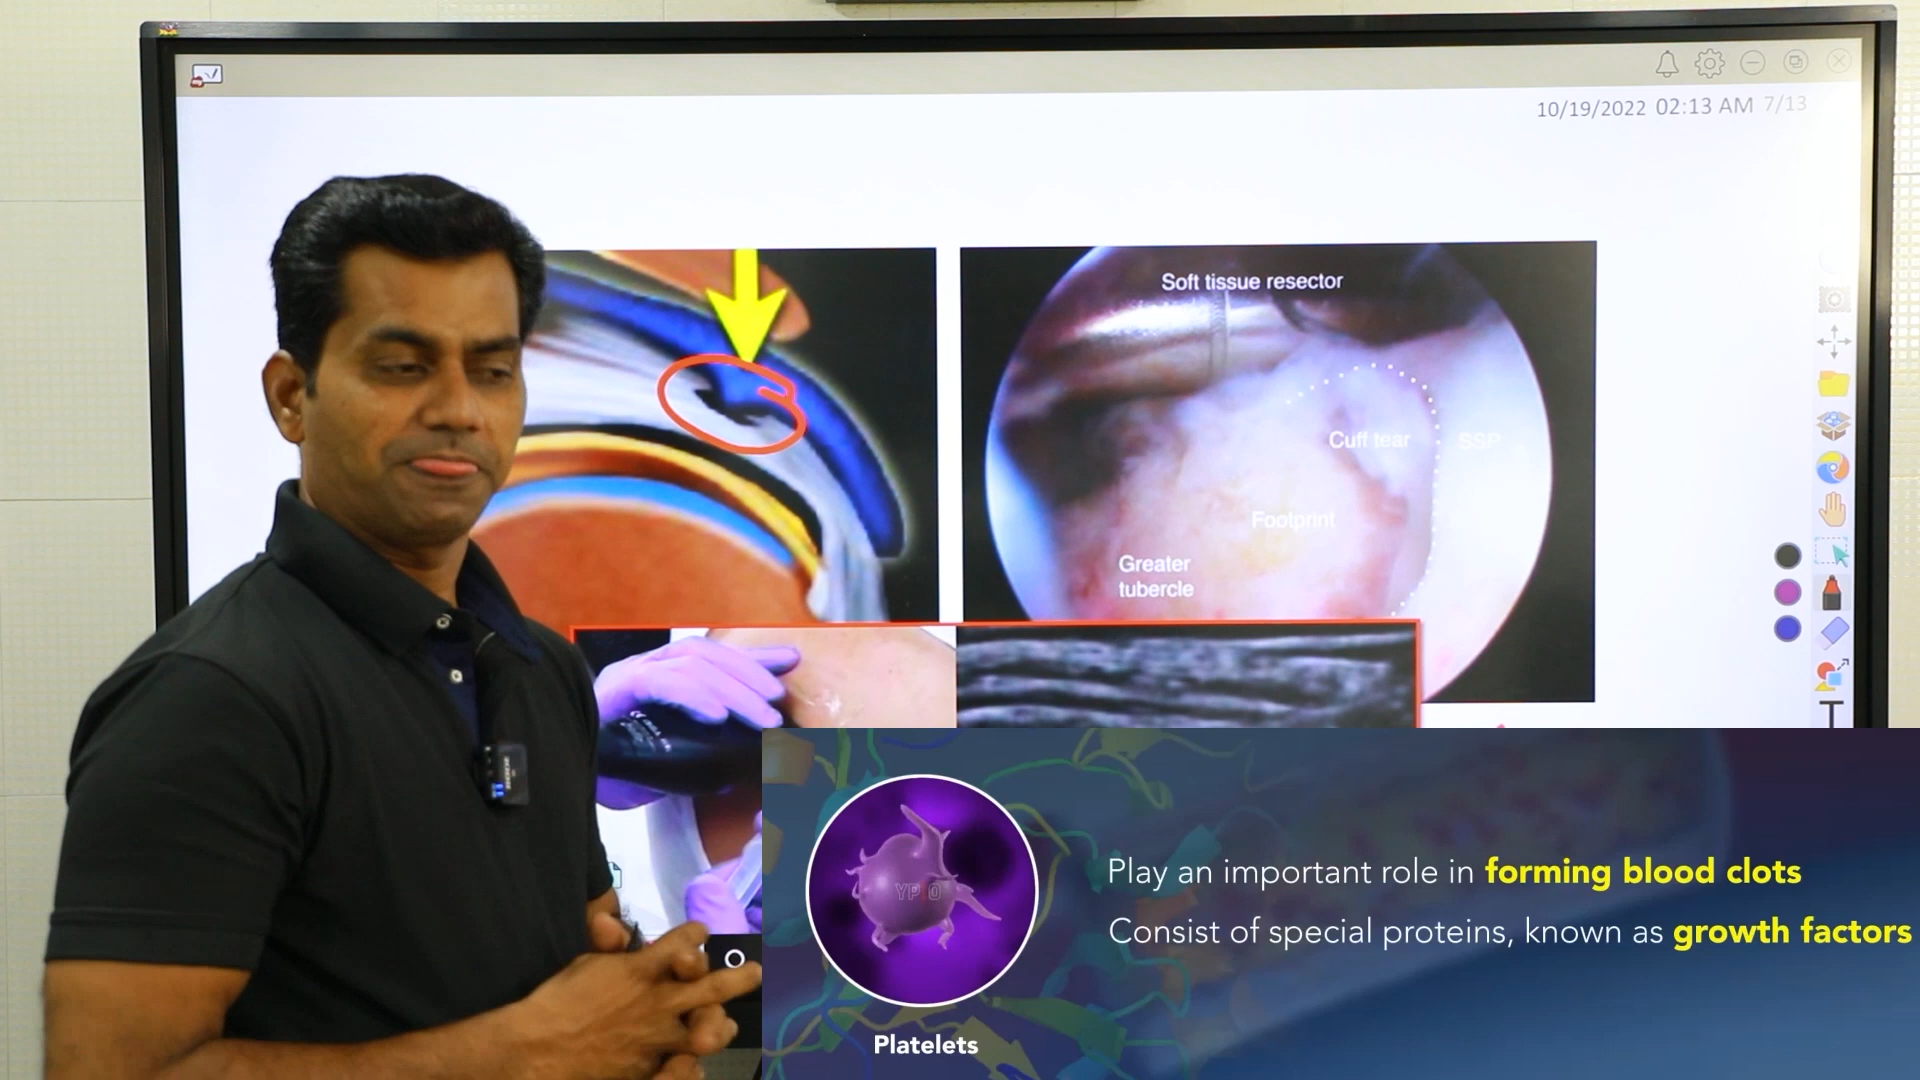 10/19/2022 02:13 AM 7/13
Soft tissue resector
Cuff tear
SSP
Footprint
Greater
tubercle
Play an important role in forming blood clots
Consist of special proteins, known as growth factors
Platelets